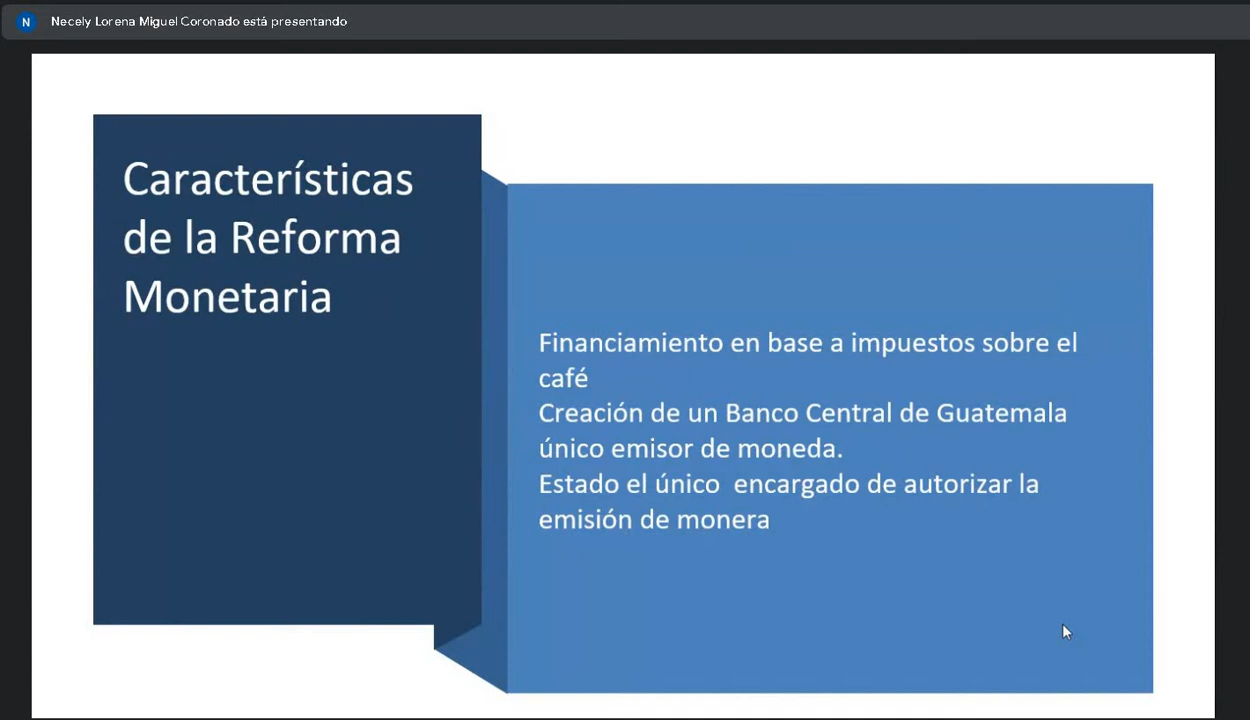 N
Necely Lorena Miguel Coronado está presentando
Características
de la Reforma
Monetaria
Financiamiento en base a impuestos sobre el
café
Creación de un Banco Central de Guatemala
único emisor de moneda.
Estado el único  encargado de autorizar la
emisión de monera